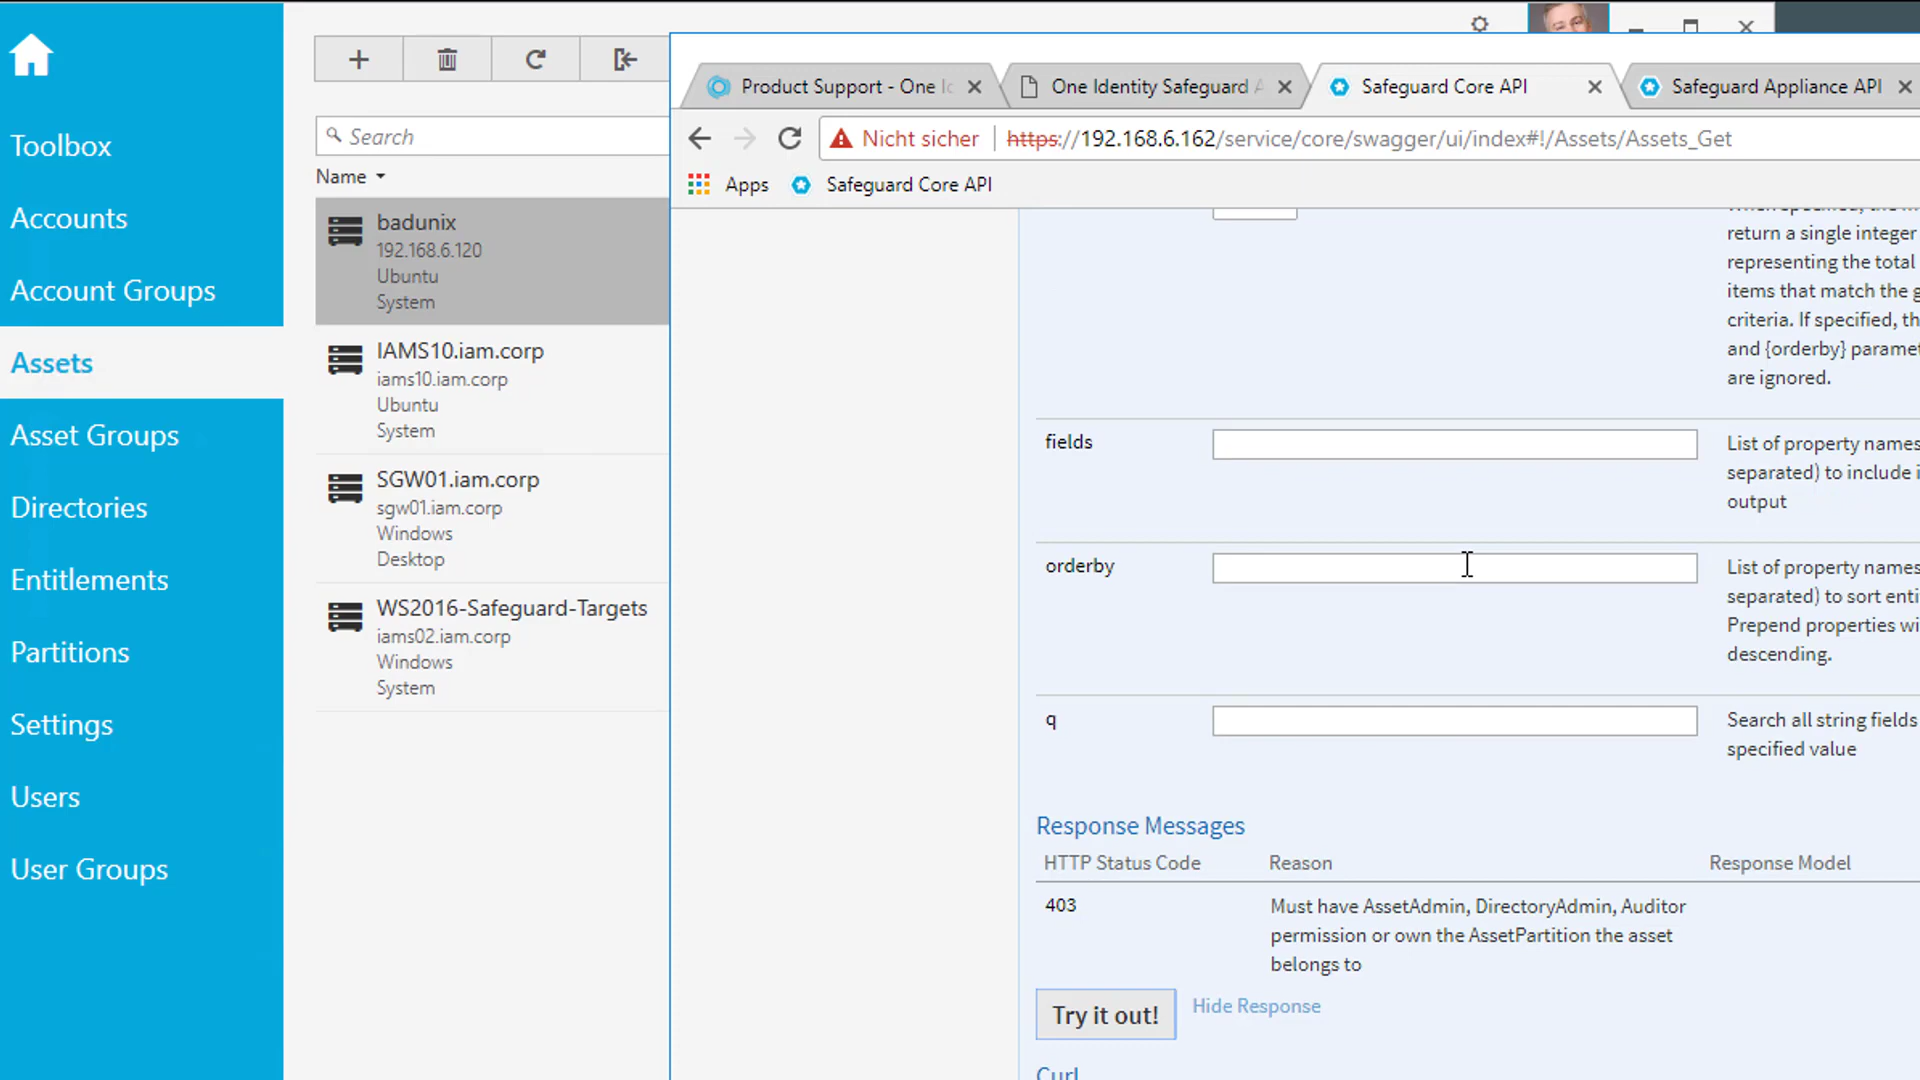 Toolbox
Accounts
Account Groups
Assets
Asset Groups
Directories
Entitlements
Partitions
Settings
Users
User Groups
Search
Name
badunix
192.168.6.120
Ubuntu
System
IAMS10.iam.corp
iams10.iam.corp
Ubuntu
System
SGW01.iam.corp
sgw01.iam.corp
Windows
Desktop
WS2016-Safeguard-Targets
iams02.iam.corp
Windows
System
Product Support - One Ic
One Identity Safeguard A
Safeguard Core API
Safeguard Appliance API
Nicht sicher
https://192.168.6.162/service/core/swagger/ui/index#!/Assets/Assets_Get
Apps
Safeguard Core API
return a single integer
representing the total
items that match the g
criteria. If specified, th
and {orderby} paramet
are ignored.
fields
List of property names
separated) to include i
output
orderby
List of property names
separated) to sort enti
Prepend properties wi
descending.
q
Search all string fields
specified value
Response Messages
HTTP Status Code
Reason
Response Model
403
Must have AssetAdmin, DirectoryAdmin, Auditor
permission or own the AssetPartition the asset
belongs to
Try it out!
Hide Response
Curl